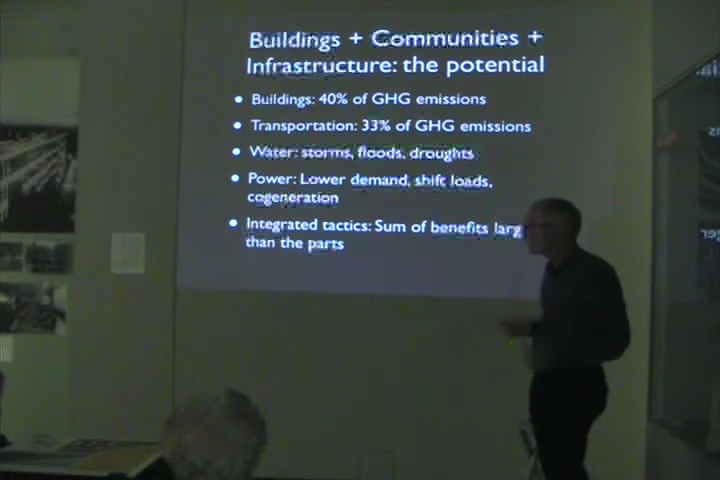 Buildings + Communities +
Infrastructure: the potential
• Buildings: 40% of GHG emissions
• Transportation: 33% of GHG emissions
• Water: storms, floods, droughts
• Power: Lower demand, shift loads,
cogeneration
• Integrated tactics: Sum of benefits
than the parts